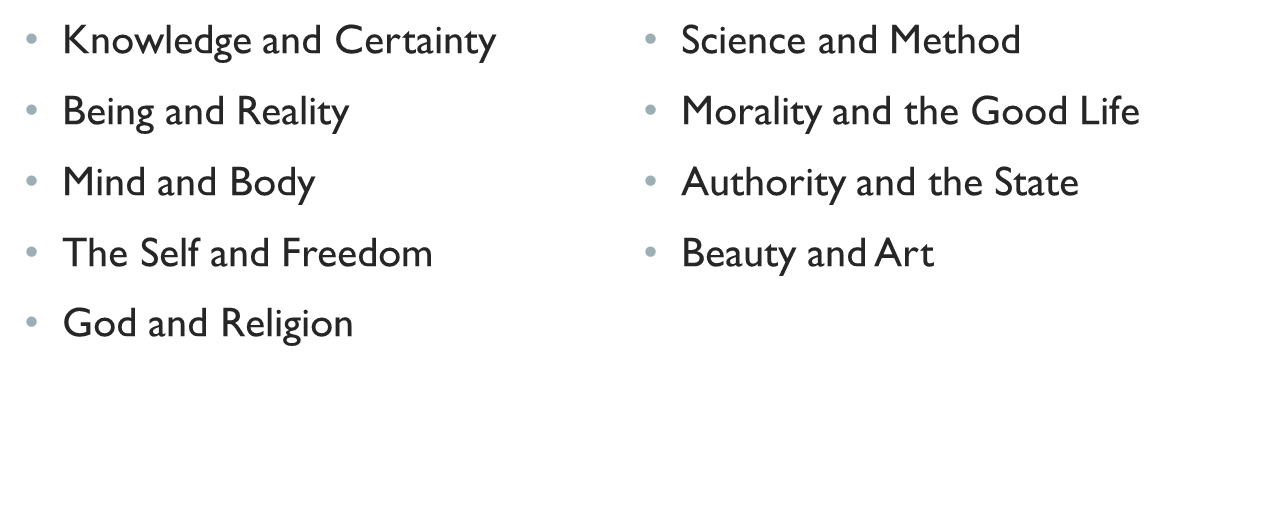 • Knowledge and Certainty
• Being and Reality
• Mind and Body
• The Self and Freedom
• God and Religion
• Science and Method
• Morality and the Good Life
• Authority and the State
• Beauty and Art